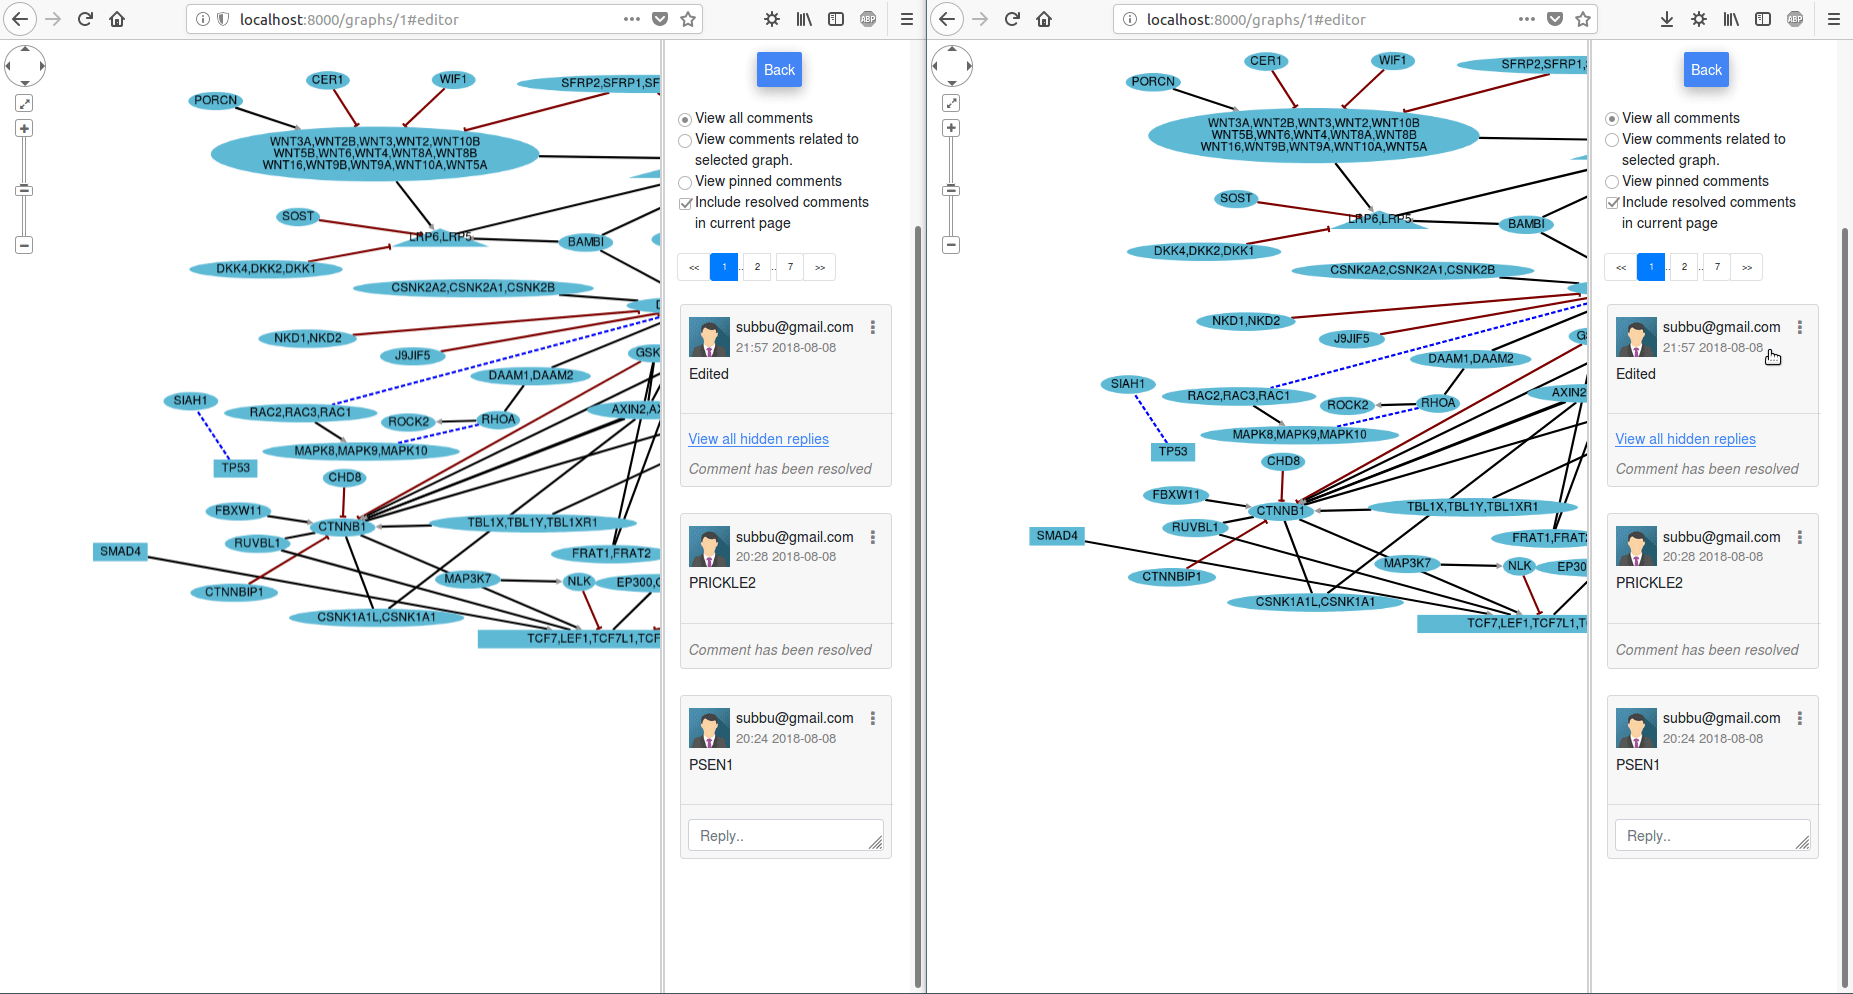 localhost:8000/graphs/1#editor
ABP
Back
View all comments
View comments related to
selected graph.
View pinned comments
Include resolved comments
in current page
<< 1 .. 2 .. 7 >>
subbu@gmail.com
21:57 2018-08-08
Edited
View all hidden replies
Comment has been resolved
subbu@gmail.com
20:28 2018-08-08
PRICKLE2
Comment has been resolved
subbu@gmail.com
20:24 2018-08-08
PSEN1
Reply..
CER1
WIF1
SFRP2,SFRP1,SF
PORCN
WNT3A,WNT2B,WNT3,WNT2,WNT10B
WNT5B,WNT6,WNT4,WNT8A,WNT8B
WNT16,WNT9B,WNT9A,WNT10A,WNT5A
SOST
LRP6,LRP5
BAMBI
DKK4,DKK2,DKK1
CSNK2A2,CSNK2A1,CSNK2B
NKD1,NKD2
J9JIF5
GSK
DAAM1,DAAM2
SIAH1
RAC2,RAC3,RAC1
ROCK2
RHOA
AXIN2,AX
MAPK8,MAPK9,MAPK10
TP53
CHD8
FBXW11
CTNNB1
TBL1X,TBL1Y,TBL1XR1
RUVBL1
SMAD4
FRAT1,FRAT2
MAP3K7
NLK
EP300,C
CTNNBIP1
CSNK1A1L,CSNK1A1
TCF7,LEF1,TCF7L1,TCF
localhost:8000/graphs/1#editor
ABP
Back
View all comments
View comments related to
selected graph.
View pinned comments
Include resolved comments
in current page
<< 1 .. 2 .. 7 >>
subbu@gmail.com
21:57 2018-08-08
Edited
View all hidden replies
Comment has been resolved
subbu@gmail.com
20:28 2018-08-08
PRICKLE2
Comment has been resolved
subbu@gmail.com
20:24 2018-08-08
PSEN1
Reply..
CER1
WIF1
SFRP2,SFRP1,
PORCN
WNT3A,WNT2B,WNT3,WNT2,WNT10B
WNT5B,WNT6,WNT4,WNT8A,WNT8B
WNT16,WNT9B,WNT9A,WNT10A,WNT5A
SOST
LRP6,LRP5
BAMBI
DKK4,DKK2,DKK1
CSNK2A2,CSNK2A1,CSNK2B
NKD1,NKD2
J9JIF5
DAAM1,DAAM2
SIAH1
RAC2,RAC3,RAC1
ROCK2
RHOA
AXIN2
MAPK8,MAPK9,MAPK10
TP53
CHD8
FBXW11
CTNNB1
TBL1X,TBL1Y,TBL1XR1
RUVBL1
SMAD4
FRAT1,FRAT2
MAP3K7
NLK
EP300
CTNNBIP1
CSNK1A1L,CSNK1A1
TCF7,LEF1,TCF7L1,T